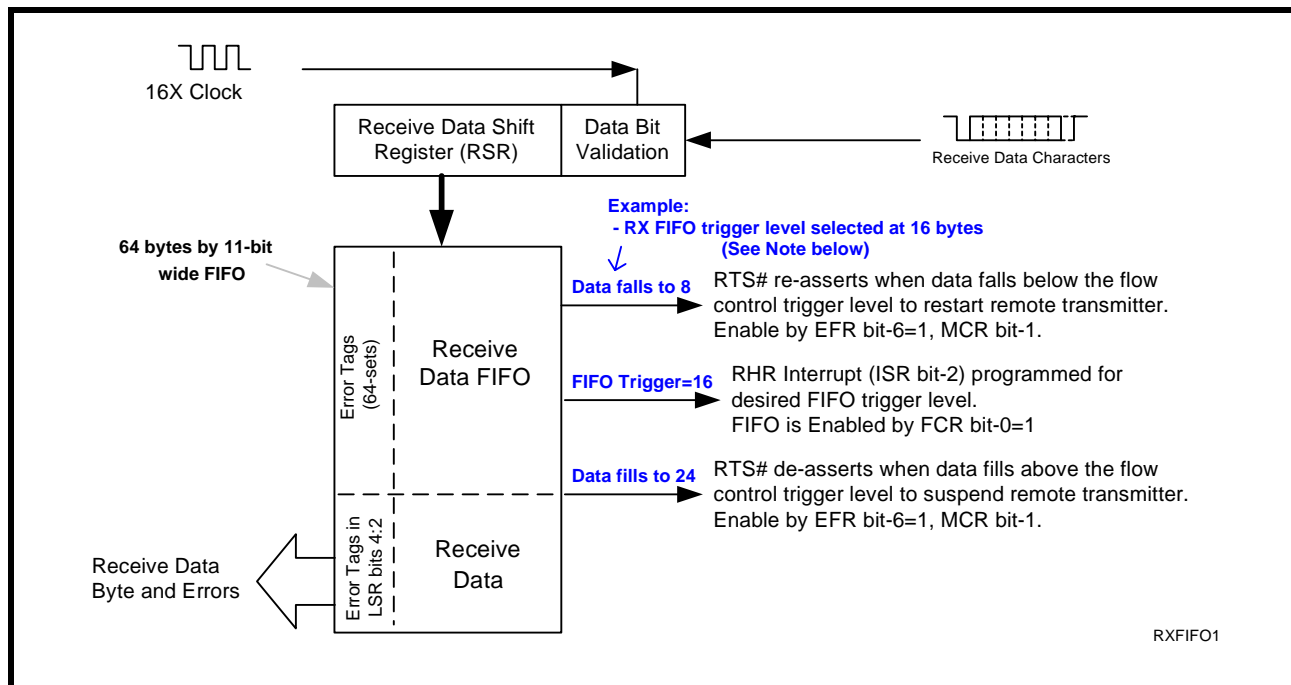 16X Clock
Receive Data Shift
Register (RSR)
Data Bit
Validation
Receive Data Characters
Example:
- RX FIFO trigger level selected at 16 bytes
(See Note below)
64 bytes by 11-bit
wide FIFO
Error Tags
(64-sets)
Receive
Data FIFO
Data falls to 8
RTS# re-asserts when data falls below the flow
control trigger level to restart remote transmitter.
Enable by EFR bit-6=1, MCR bit-1.
FIFO Trigger=16
RHR Interrupt (ISR bit-2) programmed for
desired FIFO trigger level.
FIFO is Enabled by FCR bit-0=1
Data fills to 24
RTS# de-asserts when data fills above the flow
control trigger level to suspend remote transmitter.
Enable by EFR bit-6=1, MCR bit-1.
Error Tags in
LSR bits 4:2
Receive
Data
Receive Data
Byte and Errors
RXFIFO1